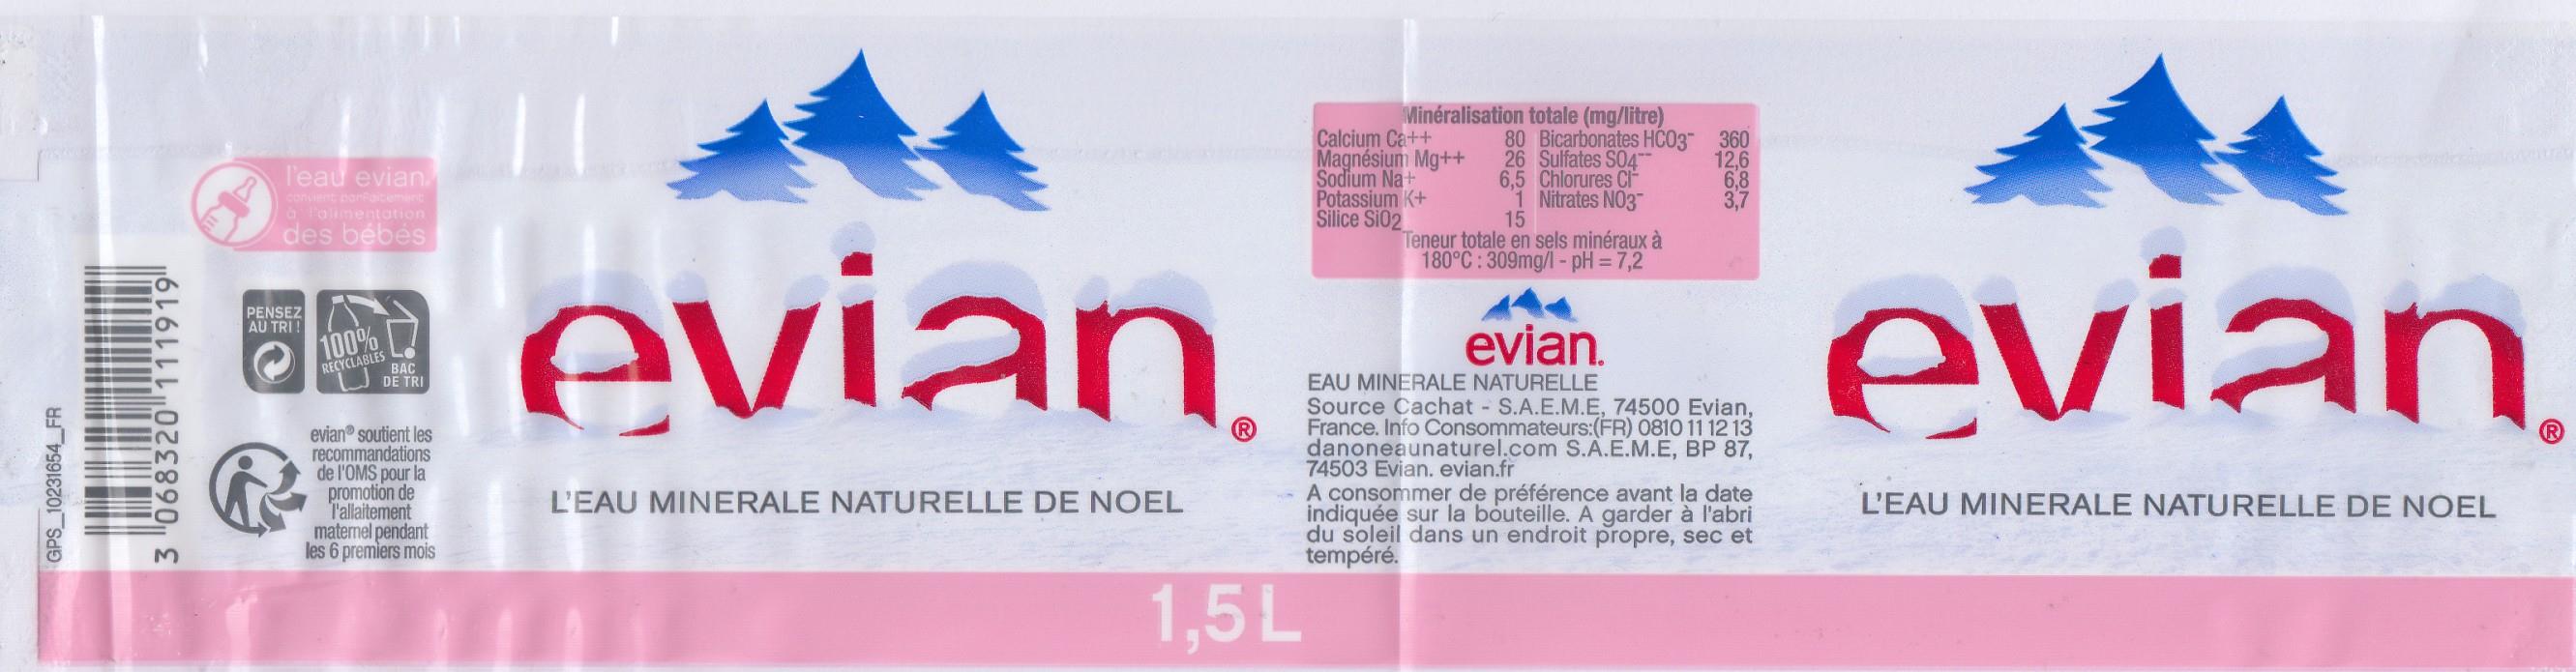 GPS_10231654_FR
3 068320 111919
l'eau evian.
convient parfaitement
à l'alimentation
des bébés
PENSEZ
AU TRI !
100%
RECYCLABLES
BAC
DE TRI
evian® soutient les
recommandations
de l'OMS pour la
promotion de
l'allaitement
maternel pendant
les 6 premiers mois
evian®
L'EAU MINERALE NATURELLE DE NOEL
1,5 L
Minéralisation totale (mg/litre)
Calcium Ca++ 80 Bicarbonates HCO3- 360
Magnésium Mg++ 26 Sulfates SO4-- 12,6
Sodium Na+ 6,5 Chlorures Cl- 6,8
Potassium K+ 1 Nitrates NO3- 3,7
Silice SiO2 15
Teneur totale en sels minéraux à
180°C : 309mg/l - pH = 7,2
evian.
EAU MINERALE NATURELLE
Source Cachat - S.A.E.M.E, 74500 Evian,
France. Info Consommateurs:(FR) 0810 11 12 13
danoneaunaturel.com S.A.E.M.E, BP 87,
74503 Evian. evian.fr
A consommer de préférence avant la date
indiquée sur la bouteille. A garder à l'abri
du soleil dans un endroit propre, sec et
tempéré.
evian®
L'EAU MINERALE NATURELLE DE NOEL